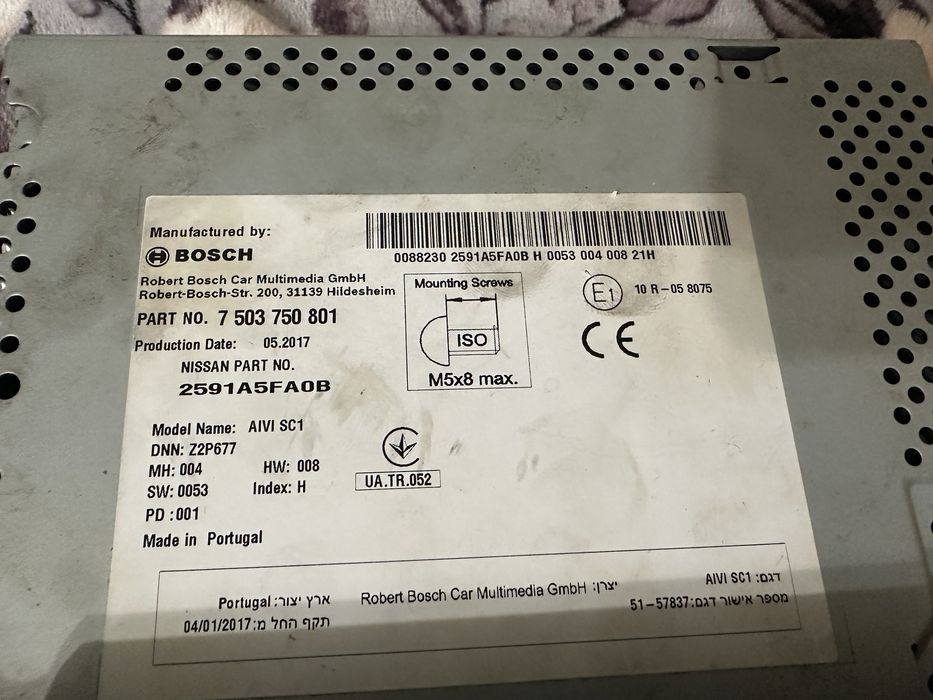 Manufactured by:
BOSCH
0088230 2591A5FA0B H 0053 004 008 21H
Robert Bosch Car Multimedia GmbH
Robert-Bosch-Str. 200, 31139 Hildesheim
PART NO. 7 503 750 801
Production Date: 05.2017
NISSAN PART NO.
2591A5FA0B
Mounting Screws
ISO
M5x8 max.
E1
10 R-05 8075
CE
Model Name: AIVI SC1
DNN: Z2P677
MH: 004 HW: 008
SW: 0053 Index: H
PD :001
Made in Portugal
UA.TR.052
דגם: AIVI SC1
יצרן: Robert Bosch Car Multimedia GmbH
ארץ יצור: Portugal
מספר אישור דגם:51-57837
תקף החל מ:04/01/2017